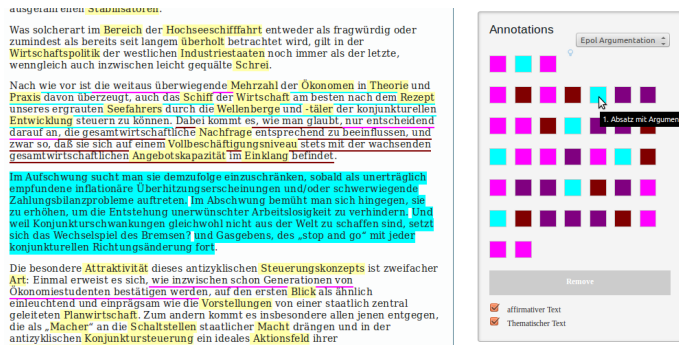 ausgefallen Stabilisatoren.
Was solcherart im Bereich der Hochseeschifffahrt entweder als fragwürdig oder
zumindest als bereits seit langem überholt betrachtet wird, gilt in der
Wirtschaftspolitik der westlichen Industriestaaten noch immer als der letzte,
wenngleich auch inzwischen leicht gequälte Schrei.
Nach wie vor ist die weitaus überwiegende Mehrzahl der Ökonomen in Theorie und
Praxis davon überzeugt, auch das Schiff der Wirtschaft am besten nach dem Rezept
unseres ergrauten Seefahrers durch die Wellenberge und -täler der konjunkturellen
Entwicklung steuern zu können. Dabei kommt es, wie man glaubt, nur entscheidend
darauf an, die gesamtwirtschaftliche Nachfrage entsprechend zu beeinflussen, und
zwar so, daß sie sich auf einem Vollbeschäftigungsniveau stets mit der wachsenden
gesamtwirtschaftlichen Angebotskapazität im Einklang befindet.
Im Aufschwung sucht man sie demzufolge einzuschränken, sobald als unerträglich
empfundene inflationäre Überhitzungserscheinungen und/oder schwerwiegende
Zahlungsbilanzprobleme auftreten. Im Abschwung bemüht man sich hingegen, sie
zu erhöhen, um die Entstehung unerwünschter Arbeitslosigkeit zu verhindern. Und
weil Konjunkturschwankungen gleichwohl nicht aus der Welt zu schaffen sind, setzt
sich das Wechselspiel des Bremsen? und Gasgebens, des „stop and go“ mit jeder
konjunkturellen Richtungsänderung fort.
Die besondere Attraktivität dieses antizyklischen Steuerungskonzepts ist zweifacher
Art: Einmal erweist es sich, wie inzwischen schon Generationen von
Ökonomiestudenten bestätigen werden, auf den ersten Blick als ähnlich
einleuchtend und einprägsam wie die Vorstellungen von einer staatlich zentral
geleiteten Planwirtschaft. Zum andern kommt es insbesondere allen jenen entgegen,
die als „Macher“ an die Schaltstellen staatlicher Macht drängen und in der
antizyklischen Konjunktursteuerung ein ideales Aktionsfeld ihrer
Annotations
Epol Argumentation
1. Absatz mit Argumen
Remove
affirmativer Text
Thematischer Text